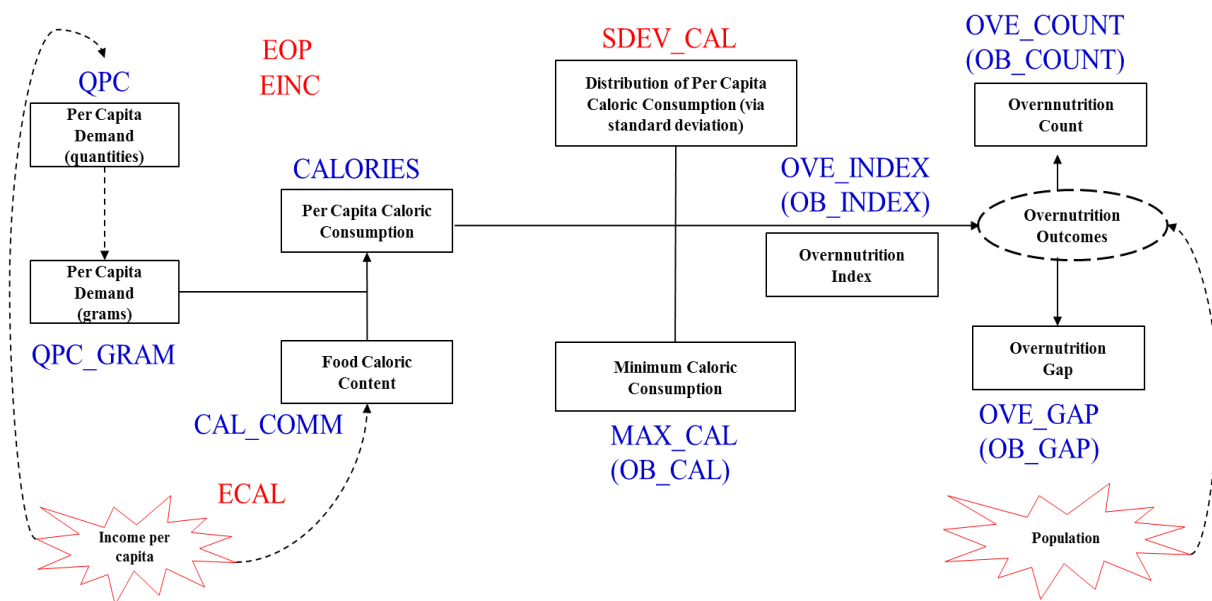 OVE_COUNT
(OB_COUNT)
EOP
EINC
SDEV_CAL
QPC
Per Capita
Demand
(quantities)
Distribution of Per Capita
Caloric Consumption (via
standard deviation)
Overnnutrition
Count
CALORIES
OVE_INDEX
(OB_INDEX)
Per Capita Caloric
Consumption
Overnutrition
Outcomes
Overnnutrition
Index
Per Capita
Demand
(grams)
QPC_GRAM
Food Caloric
Content
Minimum Caloric
Consumption
Overnutrition
Gap
CAL_COMM
MAX_CAL
(OB_CAL)
OVE_GAP
(OB_GAP)
ECAL
Income per
capita
Population